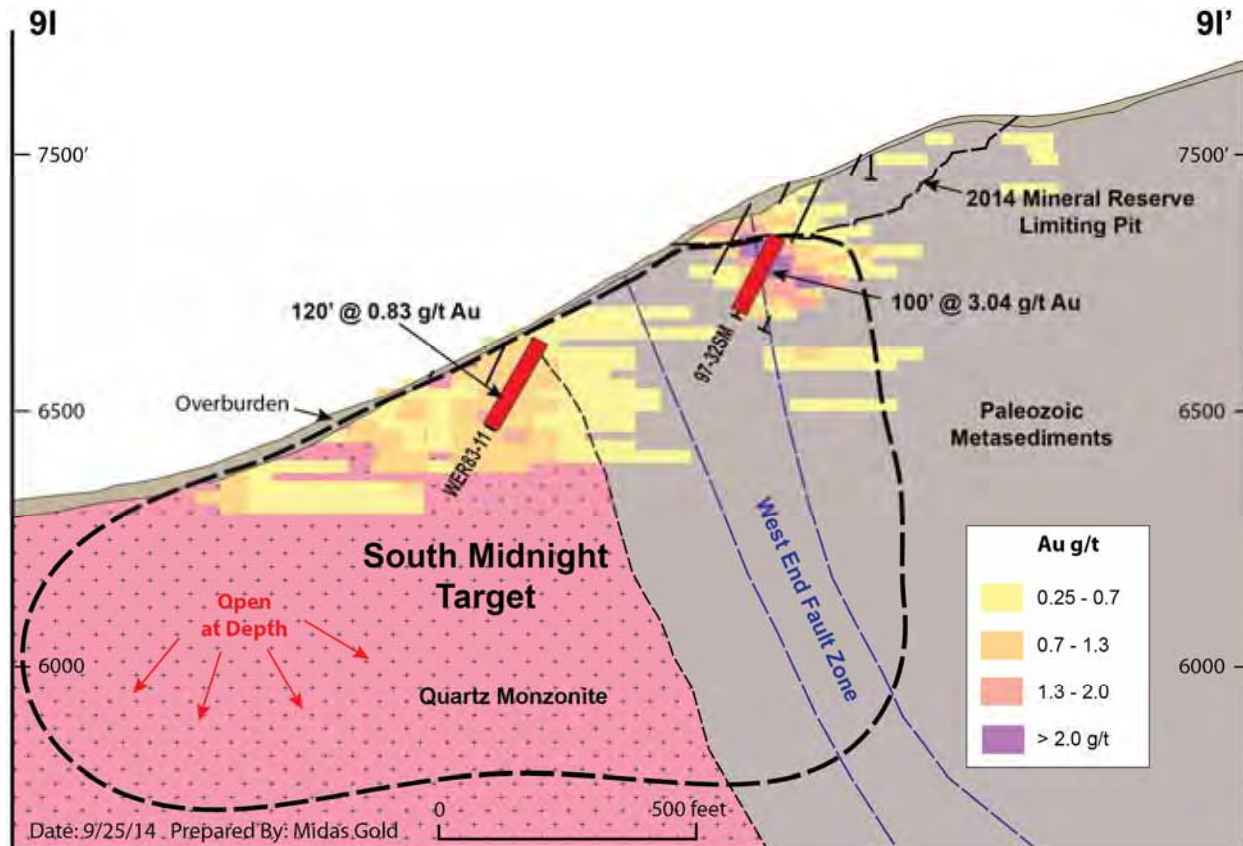 9I
9I'
7500'
7500'
2014 Mineral Reserve
Limiting Pit
120' @ 0.83 g/t Au
100' @ 3.04 g/t Au
97-32SM
Overburden
6500
6500
WER83-11
Paleozoic
Metasediments
South Midnight
Target
West End Fault Zone
Open
at Depth
6000
6000
Quartz Monzonite
Au g/t
0.25 - 0.7
0.7 - 1.3
1.3 - 2.0
> 2.0 g/t
0
500 feet
Date: 9/25/14 Prepared By: Midas Gold